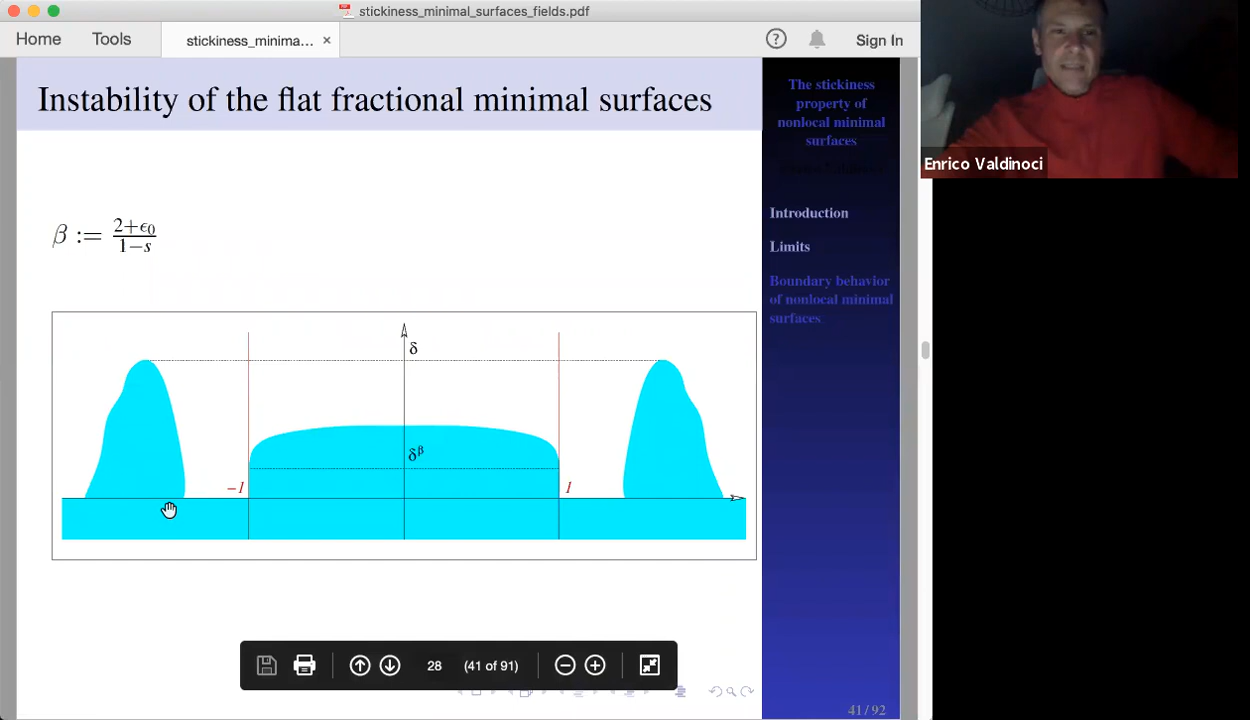 stickiness_minimal_surfaces_fields.pdf
Home Tools stickiness_minima... × ? Sign In
Instability of the flat fractional minimal surfaces
β := (2+ϵ₀)/(1−s)
δ
δ^β
−1
1
The stickiness
property of
nonlocal minimal
surfaces
Introduction
Limits
Boundary behavior
of nonlocal minimal
surfaces
28 (41 of 91)
41 / 92
Enrico Valdinoci